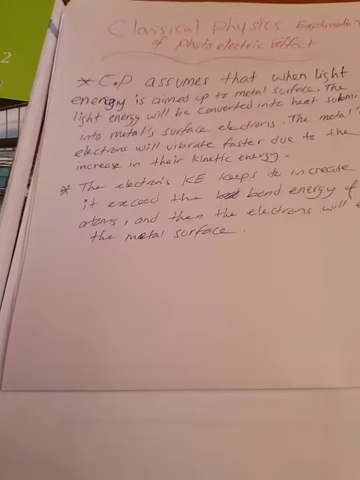 Classical Physics Explanation
of photoelectric Effect
* C.P assumes that when light
energy is aimed up to metal surface. The
light energy will be converted into heat
into metal's surface electrons. The metal's
electrons will vibrate faster due to the
increase in their kinetic energy.
* The electron's KE keeps to increase
it exceed the bond energy of
atoms, and then the electrons will
the metal surface.
2